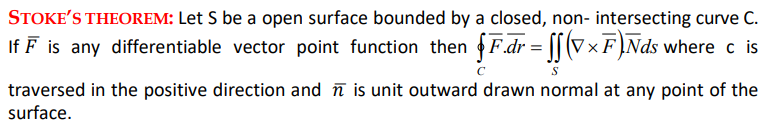 STOKE'S THEOREM: Let S be a open surface bounded by a closed, non- intersecting curve C.
If F̅ is any differentiable vector point function then ∮_C F̅.d̅r̅ = ∬_S (∇ × F̅)N̅ds where c is
traversed in the positive direction and n̅ is unit outward drawn normal at any point of the
surface.